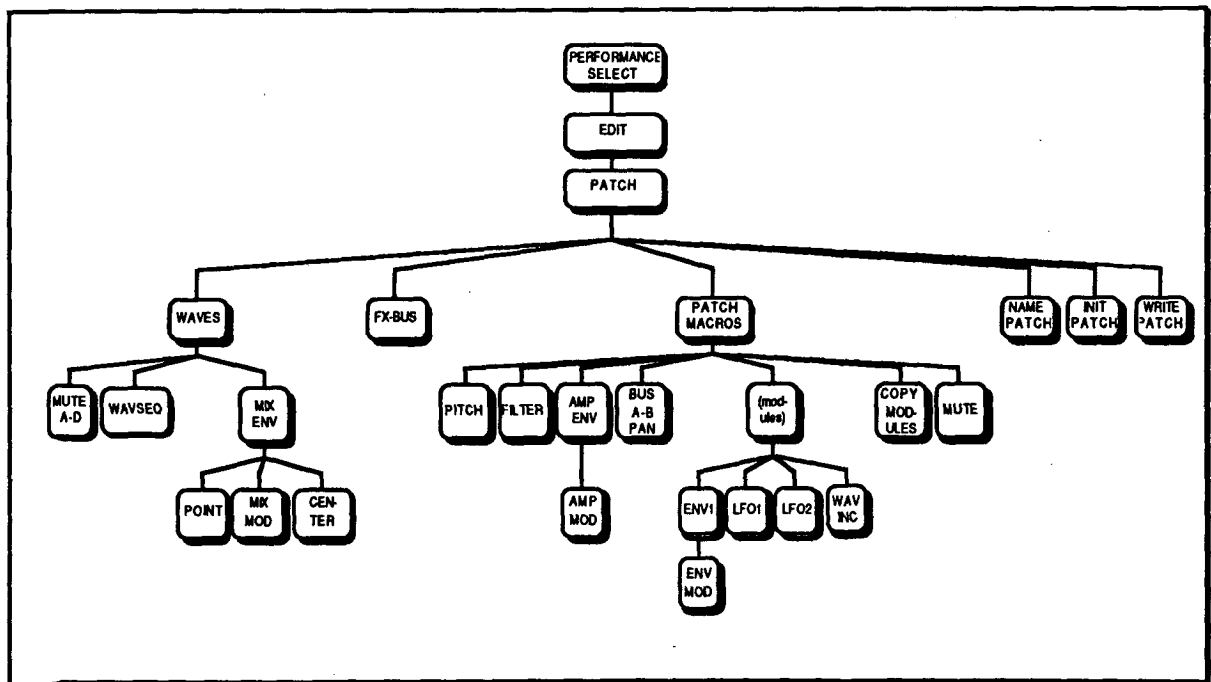 PERFORMANCE
SELECT
EDIT
PATCH
WAVES
FX-BUS
PATCH
MACROS
NAME
PATCH
INIT
PATCH
WRITE
PATCH
MUTE
A-D
WAVSEQ
MIX
ENV
PITCH
FILTER
AMP
ENV
BUS
A-B
PAN
(mod-
ules)
COPY
MOD-
ULES
MUTE
POINT
MIX
MOD
CEN-
TER
AMP
MOD
ENV1
LFO1
LFO2
WAV
INC
ENV
MOD